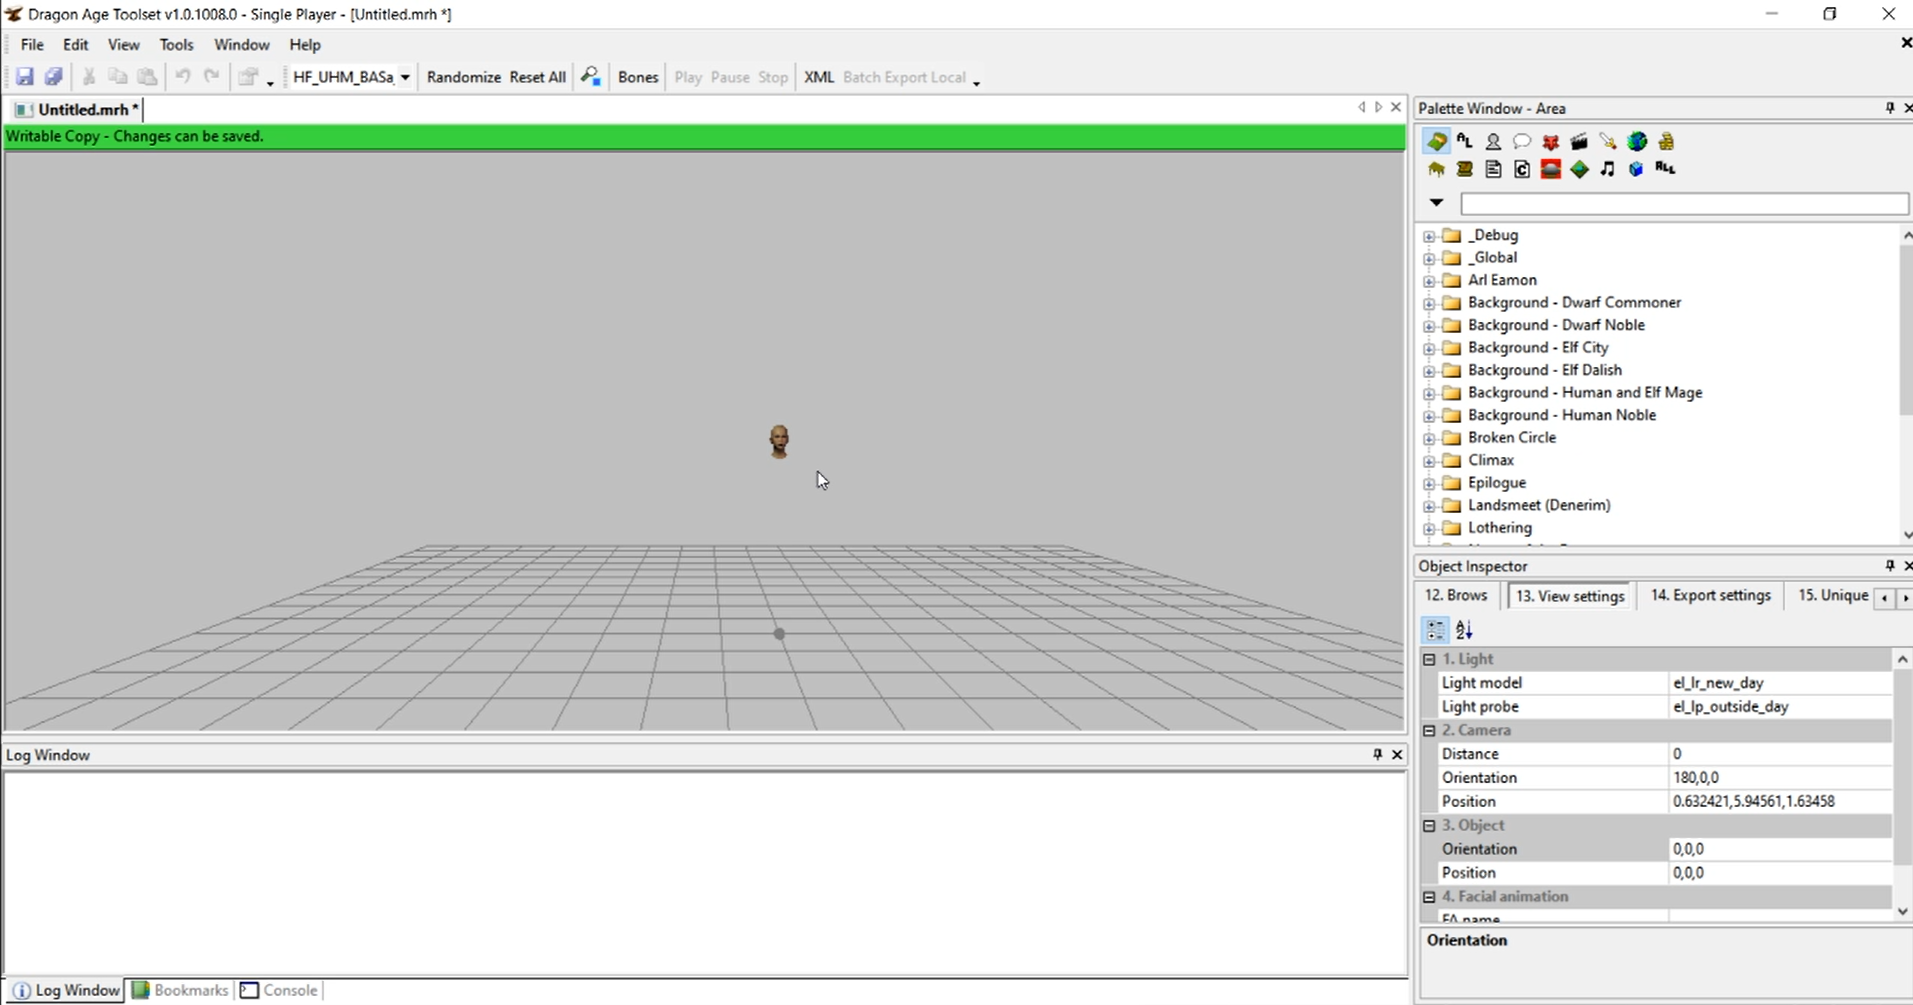 Dragon Age Toolset v1.0.1008.0 - Single Player - [Untitled.mrh *]
File Edit View Tools Window Help
HF_UHM_BASa Randomize Reset All Bones Play Pause Stop XML Batch Export Local
Untitled.mrh *
Writable Copy - Changes can be saved.
Palette Window - Area
_Debug
_Global
Arl Eamon
Background - Dwarf Commoner
Background - Dwarf Noble
Background - Elf City
Background - Elf Dalish
Background - Human and Elf Mage
Background - Human Noble
Broken Circle
Climax
Epilogue
Landsmeet (Denerim)
Lothering
Object Inspector
12. Brows 13. View settings 14. Export settings 15. Unique
1. Light
Light model el_lr_new_day
Light probe el_lp_outside_day
2. Camera
Distance 0
Orientation 180,0,0
Position 0.632421,5.94561,1.63458
3. Object
Orientation 0,0,0
Position 0,0,0
4. Facial animation
FA name
Orientation
Log Window
Log Window Bookmarks Console